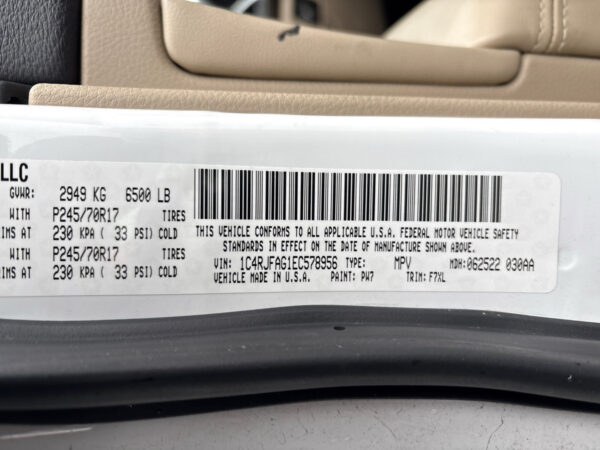 LLC
GVWR: 2949 KG 6500 LB
WITH P245/70R17 TIRES
RIMS AT 230 KPA ( 33 PSI) COLD
WITH P245/70R17 TIRES
RIMS AT 230 KPA ( 33 PSI) COLD
THIS VEHICLE CONFORMS TO ALL APPLICABLE U.S.A. FEDERAL MOTOR VEHICLE SAFETY
STANDARDS IN EFFECT ON THE DATE OF MANUFACTURE SHOWN ABOVE.
VIN: 1C4RJFAG1EC578956 TYPE: MPV MDH: 062522 030AA
VEHICLE MADE IN U.S.A. PAINT: PW7 TRIM: F7XL